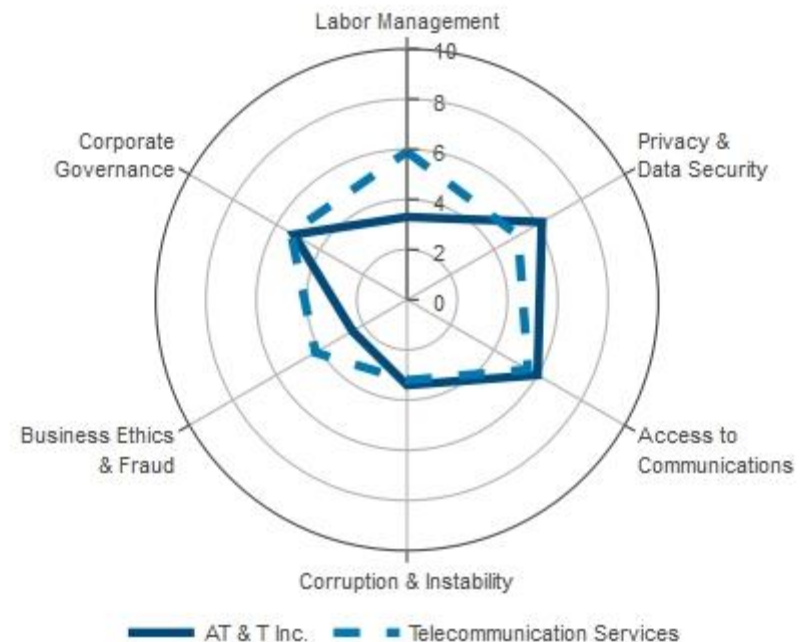 Labor Management
10
8
6
4
2
0
Corporate
Governance
Privacy &
Data Security
Business Ethics
& Fraud
Access to
Communications
Corruption & Instability
AT & T Inc.
Telecommunication Services